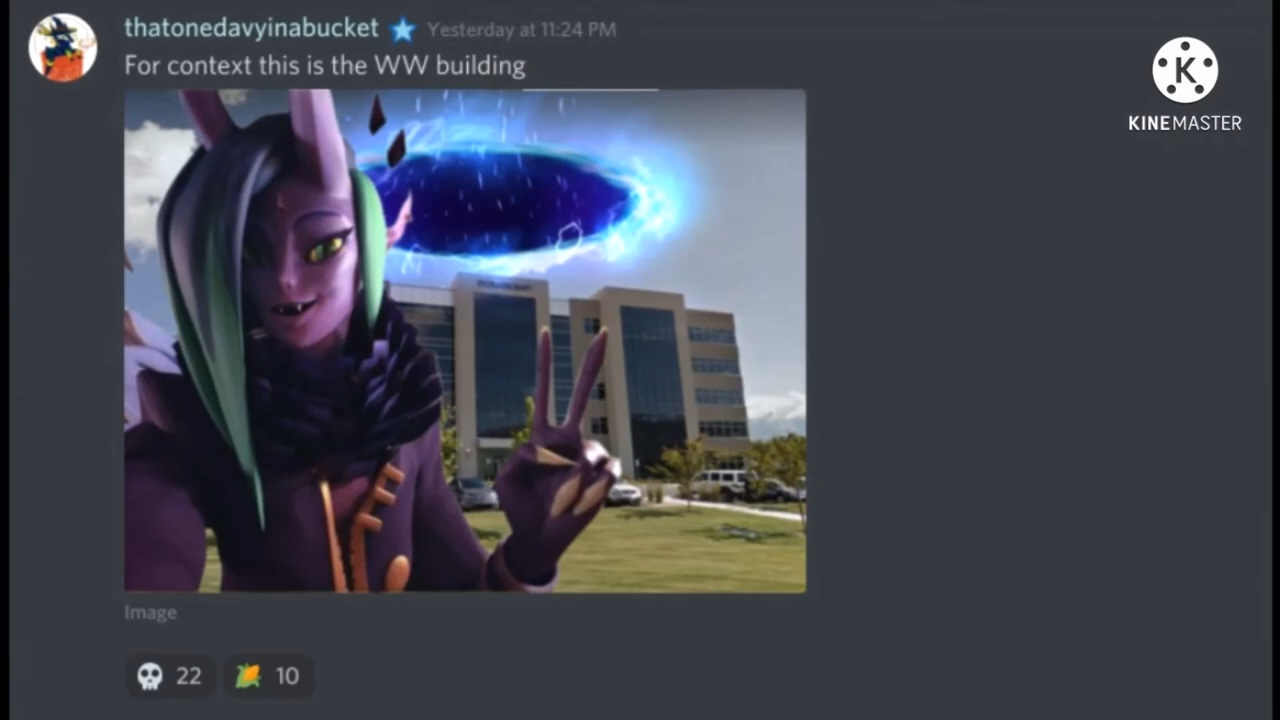 thatonedavyinabucket Yesterday at 11:24 PM
For context this is the WW building
K
KINEMASTER
Image
22 10